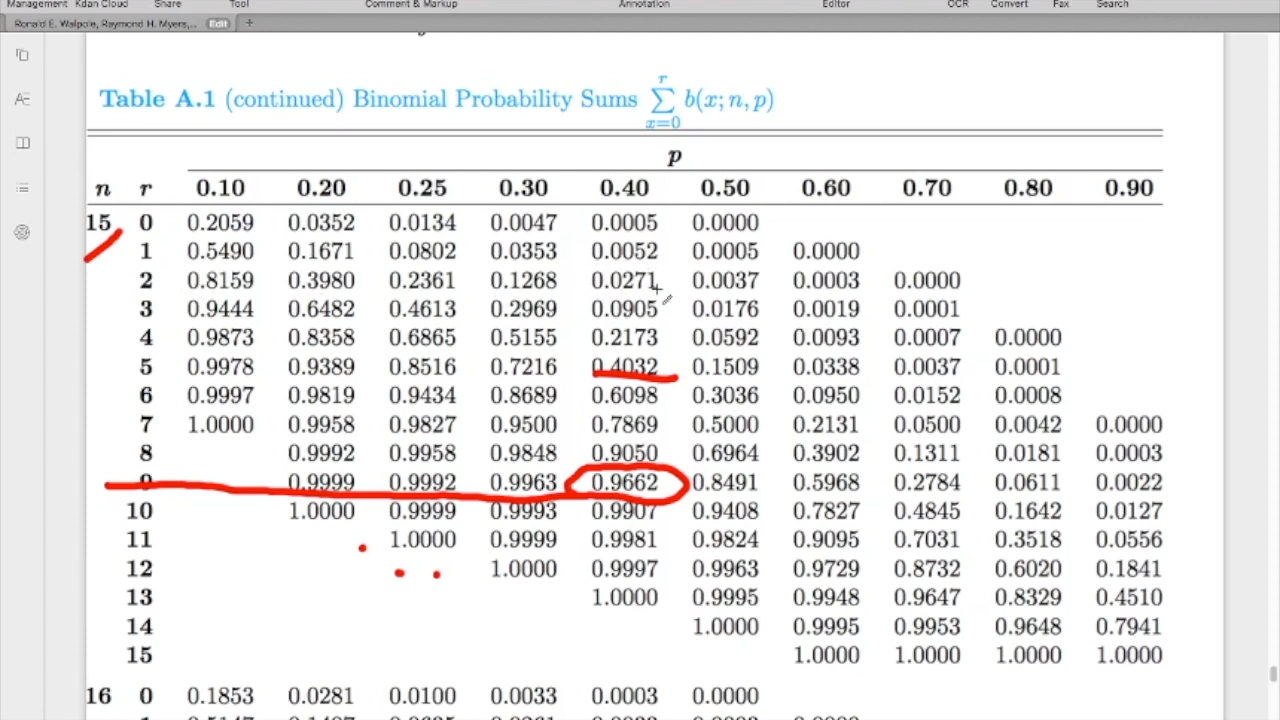 Management Kdan Cloud Share Tool Comment & Markup Annotation Editor OCR Convert Fax Search
Ronald E. Walpole, Raymond H. Myers,... Edit +
Table A.1 (continued) Binomial Probability Sums r∑x=0 b(x; n, p)
p
n r 0.10 0.20 0.25 0.30 0.40 0.50 0.60 0.70 0.80 0.90
15 0 0.2059 0.0352 0.0134 0.0047 0.0005 0.0000
1 0.5490 0.1671 0.0802 0.0353 0.0052 0.0005 0.0000
2 0.8159 0.3980 0.2361 0.1268 0.0271 0.0037 0.0003 0.0000
3 0.9444 0.6482 0.4613 0.2969 0.0905 0.0176 0.0019 0.0001
4 0.9873 0.8358 0.6865 0.5155 0.2173 0.0592 0.0093 0.0007 0.0000
5 0.9978 0.9389 0.8516 0.7216 0.4032 0.1509 0.0338 0.0037 0.0001
6 0.9997 0.9819 0.9434 0.8689 0.6098 0.3036 0.0950 0.0152 0.0008
7 1.0000 0.9958 0.9827 0.9500 0.7869 0.5000 0.2131 0.0500 0.0042 0.0000
8 0.9992 0.9958 0.9848 0.9050 0.6964 0.3902 0.1311 0.0181 0.0003
9 0.9999 0.9992 0.9963 0.9662 0.8491 0.5968 0.2784 0.0611 0.0022
10 1.0000 0.9999 0.9993 0.9907 0.9408 0.7827 0.4845 0.1642 0.0127
11 1.0000 0.9999 0.9981 0.9824 0.9095 0.7031 0.3518 0.0556
12 1.0000 0.9997 0.9963 0.9729 0.8732 0.6020 0.1841
13 1.0000 0.9995 0.9948 0.9647 0.8329 0.4510
14 1.0000 0.9995 0.9953 0.9648 0.7941
15 1.0000 1.0000 1.0000 1.0000
16 0 0.1853 0.0281 0.0100 0.0033 0.0003 0.0000